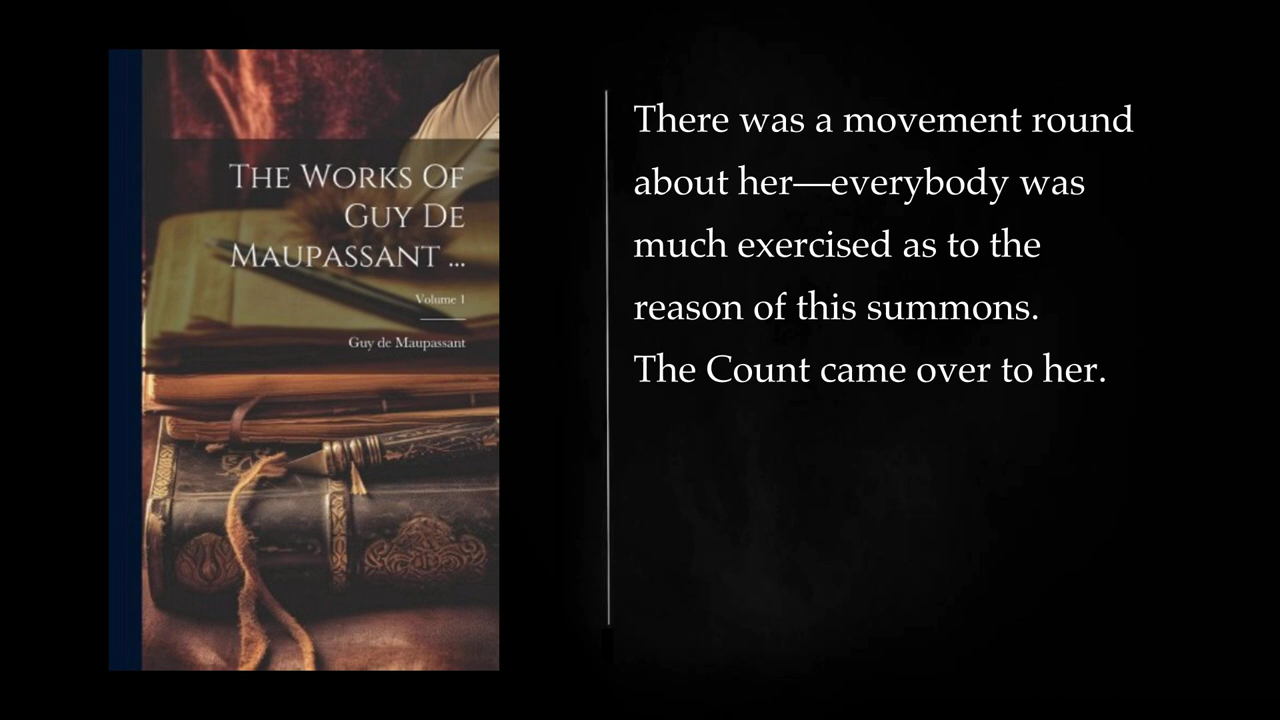 The Works Of
Guy De
Maupassant ...
Volume 1
Guy de Maupassant
There was a movement round
about her—everybody was
much exercised as to the
reason of this summons.
The Count came over to her.